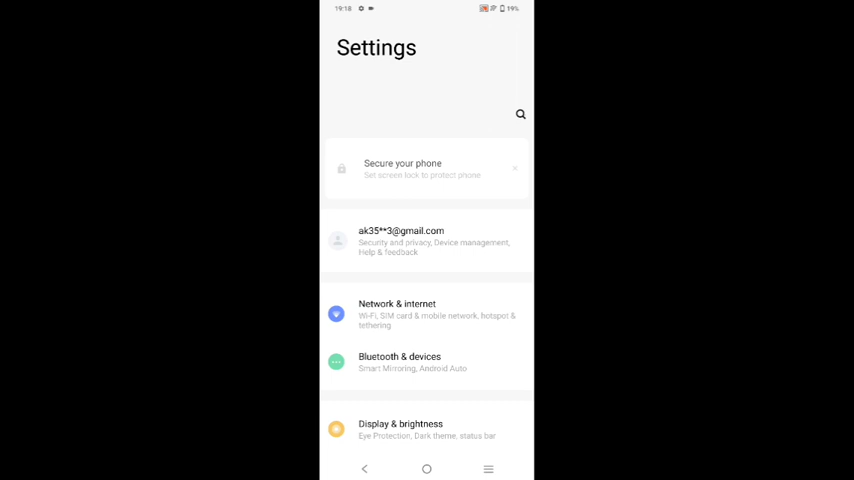 19:18 19%
Settings
Secure your phone
Set screen lock to protect phone
ak35**3@gmail.com
Security and privacy, Device management,
Help & feedback
Network & internet
Wi-Fi, SIM card & mobile network, hotspot &
tethering
Bluetooth & devices
Smart Mirroring, Android Auto
Display & brightness
Eye Protection, Dark theme, status bar